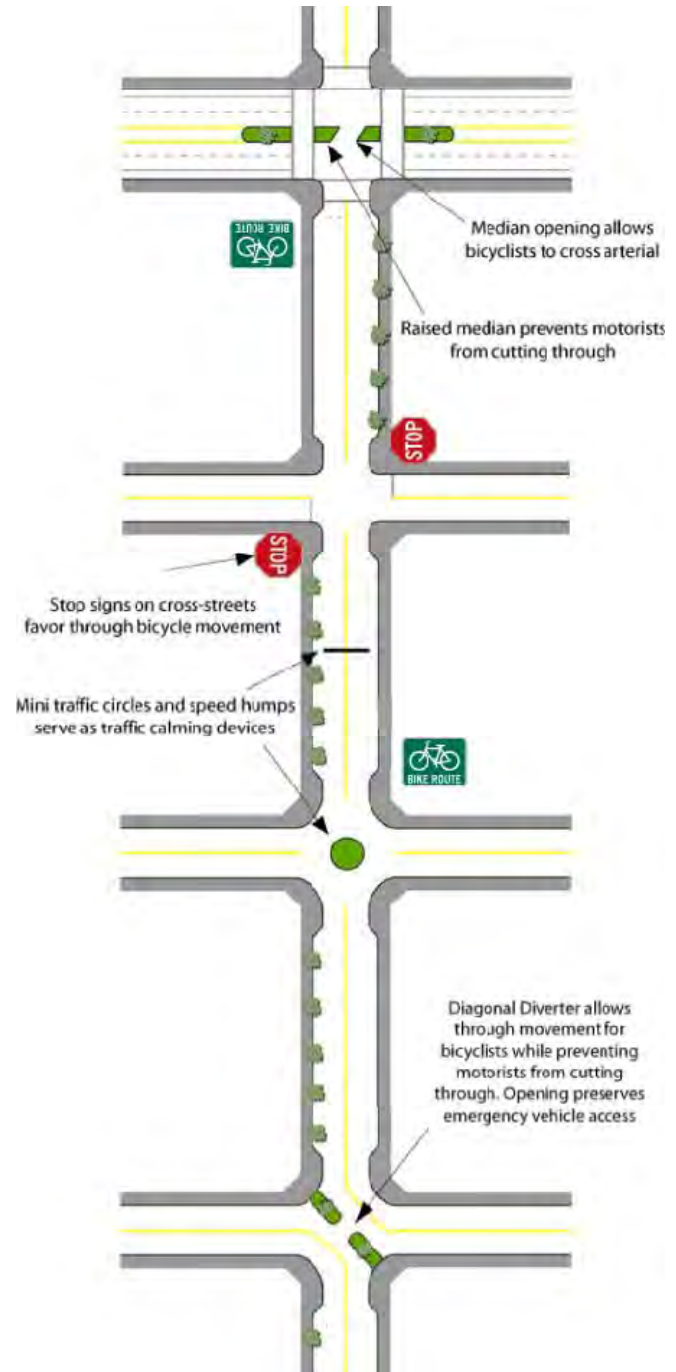 BIKE ROUTE
Median opening allows
bicyclists to cross arterial
Raised median prevents motorists
from cutting through
STOP
STOP
Stop signs on cross-streets
favor through bicycle movement
Mini traffic circles and speed humps
serve as traffic calming devices
BIKE ROUTE
Diagonal Diverter allows
through movement for
bicyclists while preventing
motorists from cutting
through. Opening preserves
emergency vehicle access